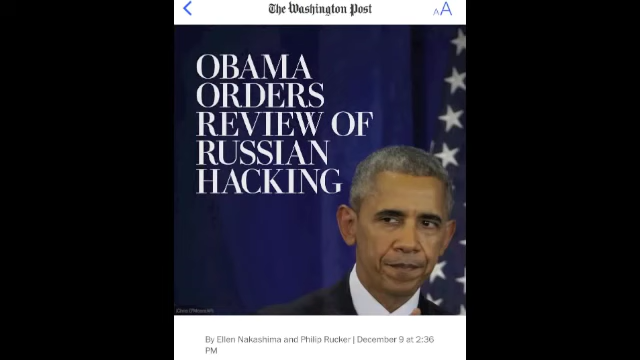 The Washington Post
AA
OBAMA
ORDERS
REVIEW OF
RUSSIAN
HACKING
By Ellen Nakashima and Philip Rucker | December 9 at 2:36
PM